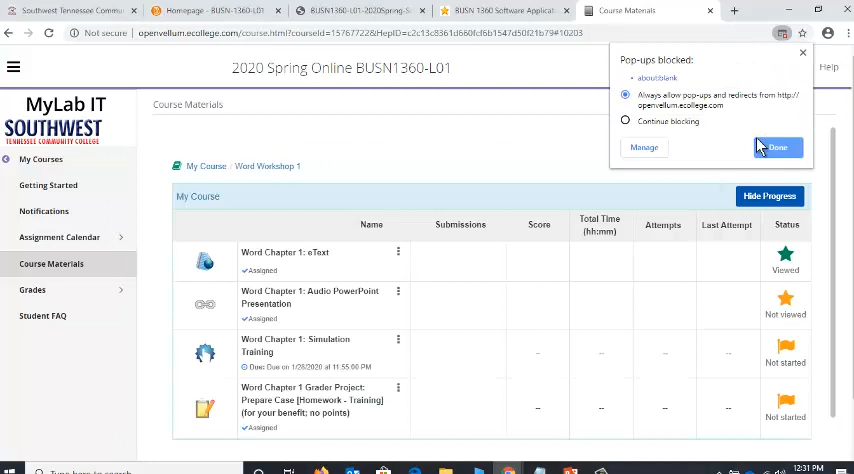 Southwest Tennessee Commu
Homepage - BUSN-1360-L01
BUSN1360-L01-2020Spring-S
BUSN 1360 Software Applicati
Course Materials
Not secure
openvellum.ecollege.com/course.html?courseId=15767722&HepID=c2c13c8361d660fcf6b1547d50f21b79#10203
2020 Spring Online BUSN1360-L01
Help
Pop-ups blocked:
about:blank
Always allow pop-ups and redirects from http://
openvellum.ecollege.com
Continue blocking
Manage
Done
MyLab IT
SOUTHWEST
TENNESSEE COMMUNITY COLLEGE
My Courses
Getting Started
Notifications
Assignment Calendar
Course Materials
Grades
Student FAQ
Course Materials
My Course / Word Workshop 1
My Course
Hide Progress
Name
Submissions
Score
Total Time
(hh:mm)
Attempts
Last Attempt
Status
Word Chapter 1: eText
Assigned
Viewed
Word Chapter 1: Audio PowerPoint
Presentation
Assigned
Not viewed
Word Chapter 1: Simulation
Training
Due: Due on 1/28/2020 at 11:55:00 PM
-- -- -- --
Not started
Word Chapter 1 Grader Project:
Prepare Case [Homework - Training]
(for your benefit; no points)
Assigned
-- -- -- --
Not started
Type here to search
12:31 PM